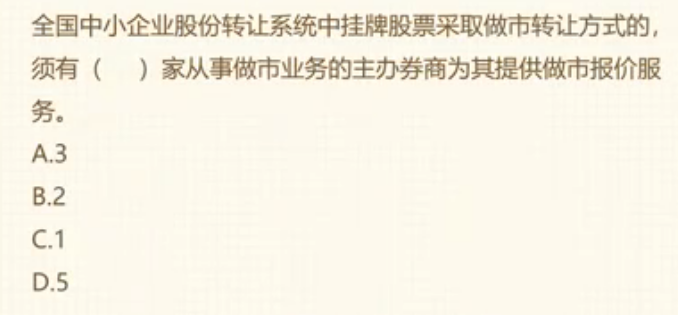 全国中小企业股份转让系统中挂牌股票采取做市转让方式的，
须有（ ）家从事做市业务的主办券商为其提供做市报价服
务。
A.3
B.2
C.1
D.5